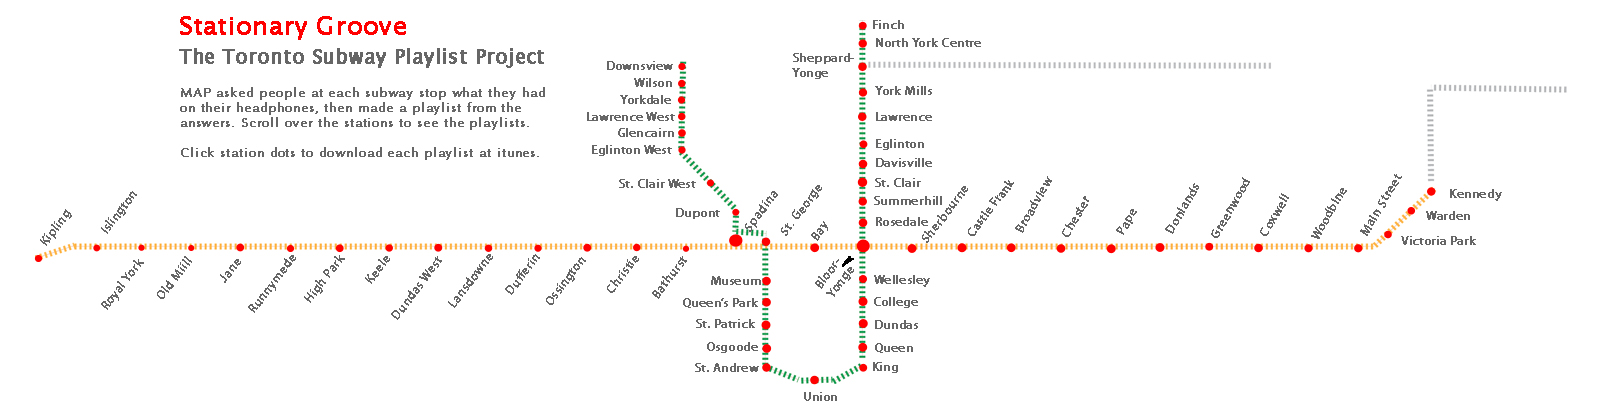 Stationary Groove
The Toronto Subway Playlist Project
MAP asked people at each subway stop what they had
on their headphones, then made a playlist from the
answers. Scroll over the stations to see the playlists.
Click station dots to download each playlist at itunes.
Downsview
Wilson
Yorkdale
Lawrence West
Glencairn
Eglinton West
St. Clair West
Dupont
Spadina
St. George
Museum
Queen's Park
St. Patrick
Osgoode
St. Andrew
Union
Finch
North York Centre
Sheppard-
Yonge
York Mills
Lawrence
Eglinton
Davisville
St. Clair
Summerhill
Rosedale
Bloor-
Yonge
Wellesley
College
Dundas
Queen
King
Kipling
Islington
Royal York
Old Miill
Jane
Runnymede
High Park
Keele
Dundas West
Lansdowne
Dufferin
Ossington
Christie
Bathurst
Bay
Sherbourne
Castle Frank
Broadview
Chester
Pape
Donlands
Greenwood
Coxwell
Woodbine
Main Street
Victoria Park
Warden
Kennedy